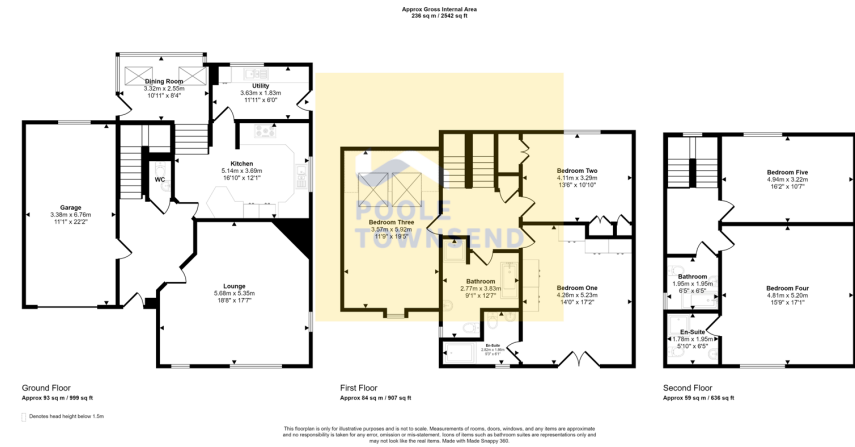 Approx Gross Internal Area
236 sq m / 2542 sq ft
Dining Room
3.32m x 2.55m
10'11" x 8'4"
Utility
3.63m x 1.83m
11'11" x 6'0"
Kitchen
5.14m x 3.69m
16'10" x 12'1"
WC
Garage
3.38m x 6.76m
11'1" x 22'2"
Lounge
5.68m x 5.35m
18'8" x 17'7"
Ground Floor
Approx 93 sq m / 999 sq ft
Denotes head height below 1.5m
POOLE
TOWNSEND
Bedroom Two
4.11m x 3.29m
13'6" x 10'10"
Bedroom Three
3.57m x 5.92m
11'9" x 19'5"
Bathroom
2.77m x 3.83m
9'1" x 12'7"
Bedroom One
4.26m x 5.23m
14'0" x 17'2"
En-Suite
First Floor
Approx 84 sq m / 907 sq ft
Bedroom Five
4.94m x 3.22m
16'2" x 10'7"
Bathroom
1.95m x 1.95m
6'5" x 6'5"
Bedroom Four
4.81m x 5.20m
15'9" x 17'1"
En-Suite
1.78m x 1.95m
5'10" x 6'5"
Second Floor
Approx 59 sq m / 636 sq ft
This floorplan is only for illustrative purposes and is not to scale. Measurements of rooms, doors, windows, and any items are approximate
and no responsibility is taken for any error, omission or mis-statement. Icons of items such as bathroom suites are representations only and
may not look like the real items. Made with Made Snappy 360.